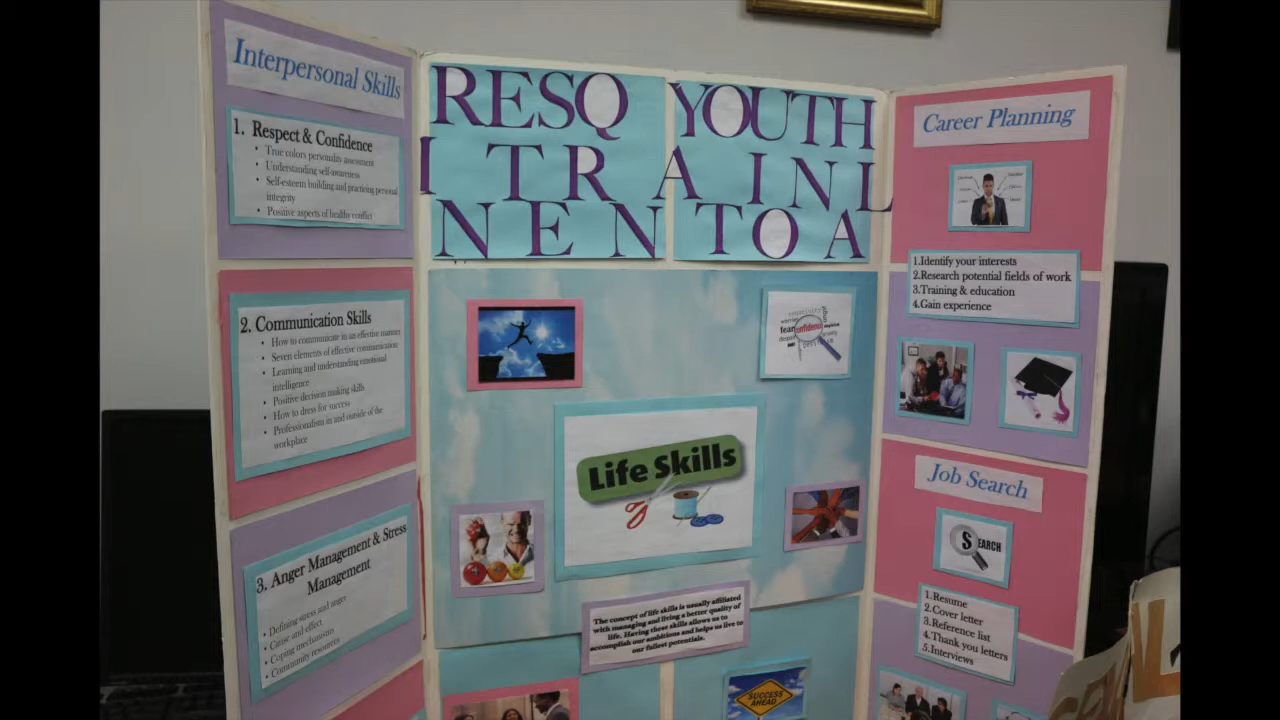 Interpersonal Skills
1. Respect & Confidence
• True colors personality assessment
• Understanding self-awareness
• Self-esteem building and practicing personal
integrity
• Positive aspects of healthy conflict
2. Communication Skills
• How to communicate in an effective manner
• Seven elements of effective communication
• Learning and understanding emotional
intelligence
• Positive decision making skills
• How to dress for success
• Professionalism in and outside of the
workplace
3. Anger Management & Stress
Management
• Defining stress and anger
• Cause and effect
• Coping mechanisms
• Community resources
RESQ YOUTH
I TRAINL
NENTOA
fear
confidence
Life Skills
The concept of life skills is usually affiliated
with managing and living a better quality of
life. Having these skills allows us to
accomplish our ambitions and helps us live to
our fullest potentials.
SUCCESS
AHEAD
Career Planning
1.Identify your interests
2.Research potential fields of work
3.Training & education
4.Gain experience
Job Search
SEARCH
1.Resume
2.Cover letter
3.Reference list
4.Thank you letters
5.Interviews